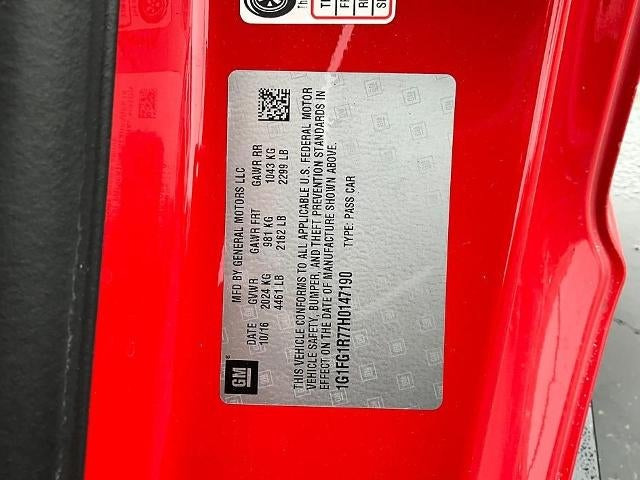 MFD BY GENERAL MOTORS LLC
DATE GVWR GAWR FRT GAWR RR
10/16 2024 KG 981 KG 1043 KG
4461 LB 2162 LB 2299 LB
THIS VEHICLE CONFORMS TO ALL APPLICABLE U.S. FEDERAL MOTOR
VEHICLE SAFETY, BUMPER, AND THEFT PREVENTION STANDARDS IN
EFFECT ON THE DATE OF MANUFACTURE SHOWN ABOVE.
1G1FG1R77H0147190 TYPE: PASS CAR
GM